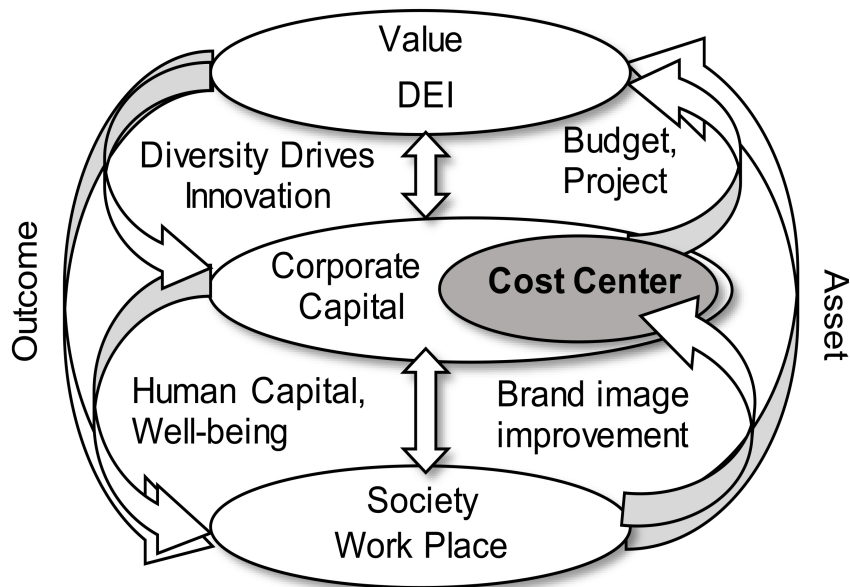 Value
DEI
Diversity Drives
Innovation
Budget,
Project
Outcome
Corporate
Capital
Cost Center
Asset
Human Capital,
Well-being
Brand image
improvement
Society
Work Place